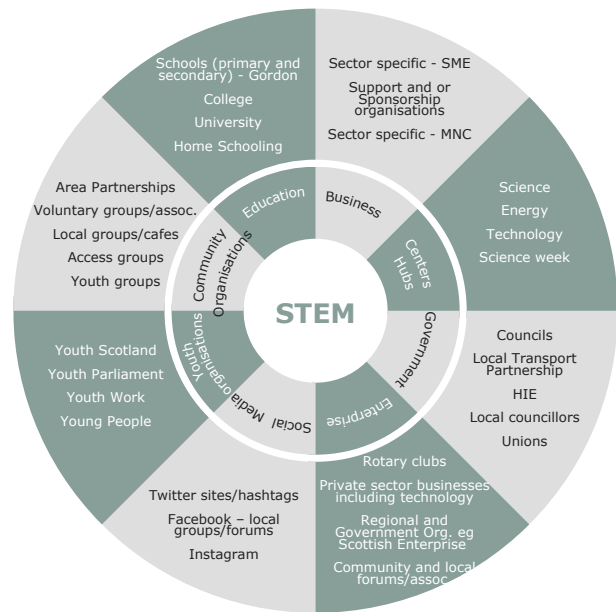 Schools (primary and
secondary) - Gordon
College
University
Home Schooling
Sector specific - SME
Support and or
Sponsorship
organisations
Sector specific - MNC
Science
Energy
Technology
Science week
Councils
Local Transport
Partnership
HIE
Local councillors
Unions
Rotary clubs
Private sector businesses
including technology
Regional and
Government Org. eg
Scottish Enterprise
Community and local
forums/assoc
Twitter sites/hashtags
Facebook – local
groups/forums
Instagram
Youth Scotland
Youth Parliament
Youth Work
Young People
Area Partnerships
Voluntary groups/assoc.
Local groups/cafes
Access groups
Youth groups
Education
Business
Centers
Hubs
Government
Enterprise
Social Media
Youth
organisations
Community
Organisations
STEM